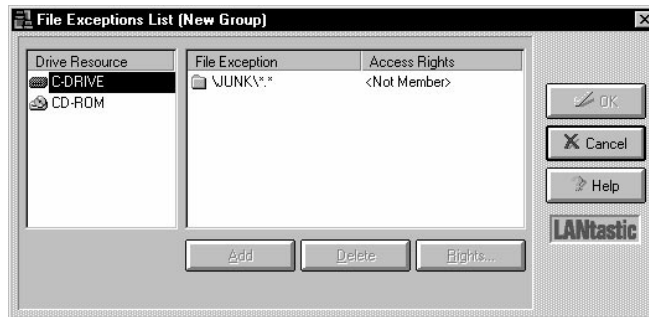 File Exceptions List (New Group)
Drive Resource
C-DRIVE
CD-ROM
File Exception
Access Rights
\JUNK\*.*
<Not Member>
OK
Cancel
Help
LANtastic
Add
Delete
Rights...